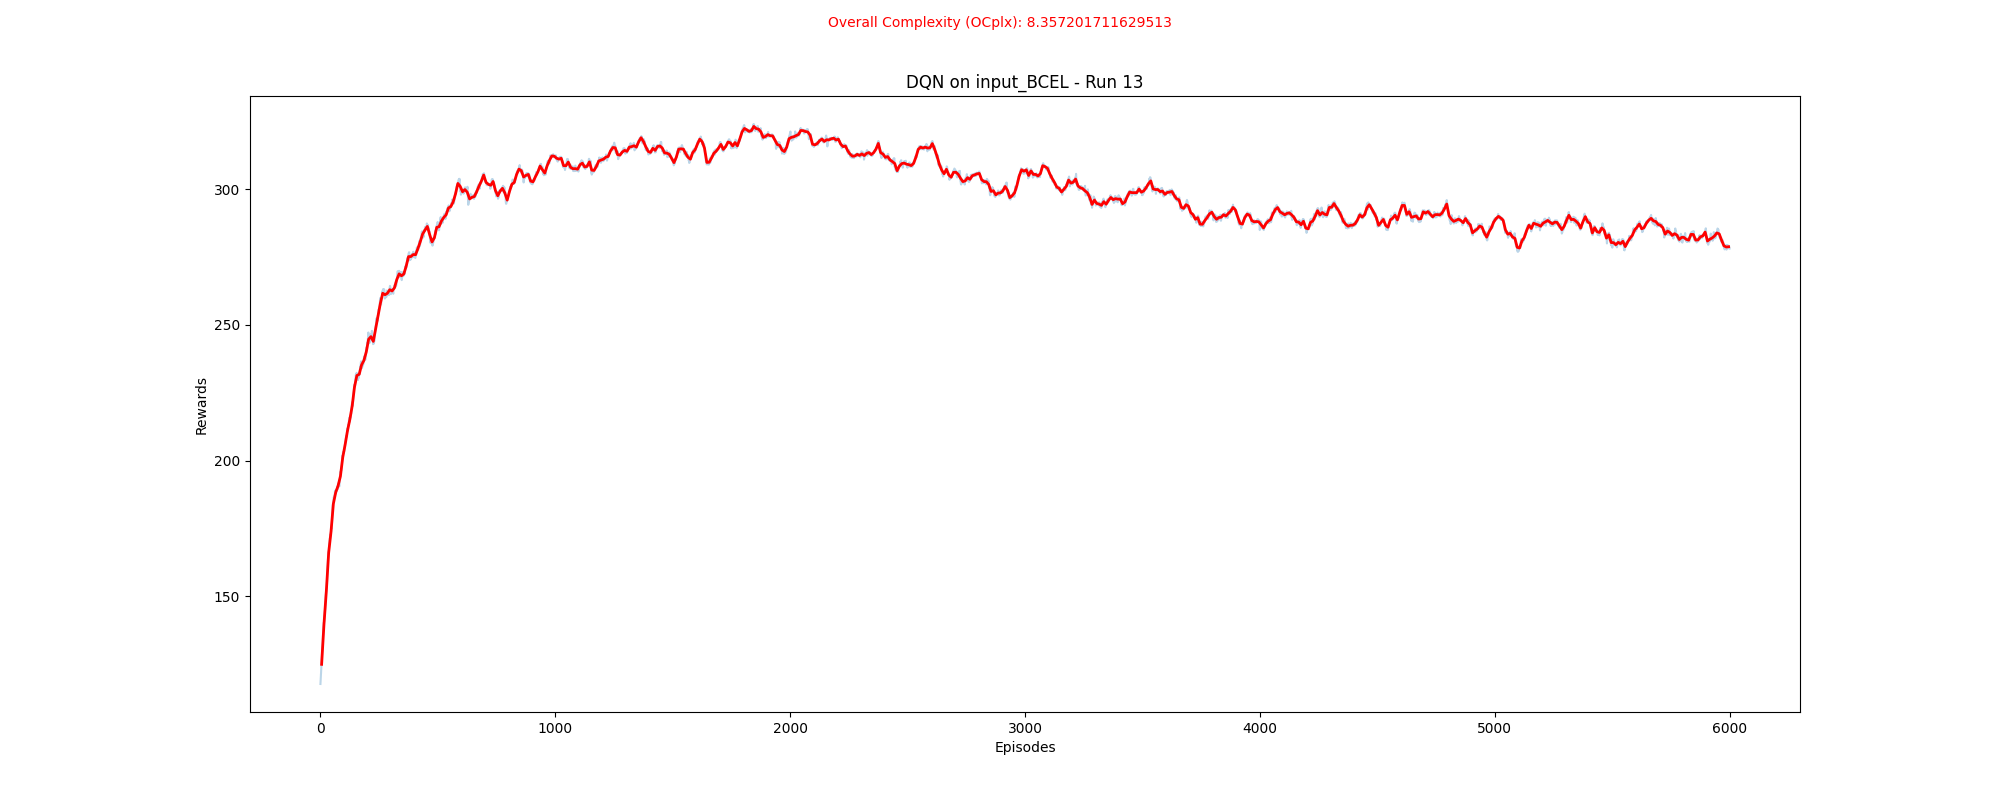 Overall Complexity (OCplx): 8.357201711629513
DQN on input_BCEL - Run 13
300
250
200
150
Rewards
0 1000 2000 3000 4000 5000 6000
Episodes